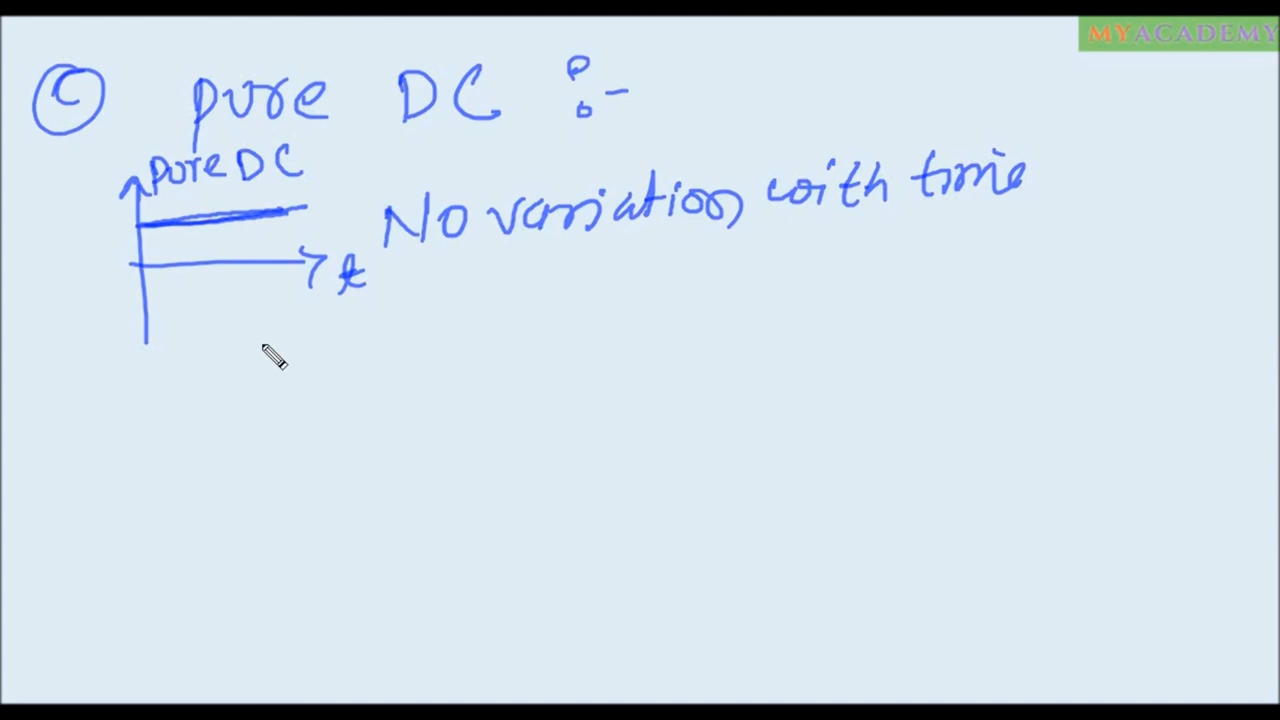 MYACADEMY
C pure DC :-
pure DC
No variation with time
t